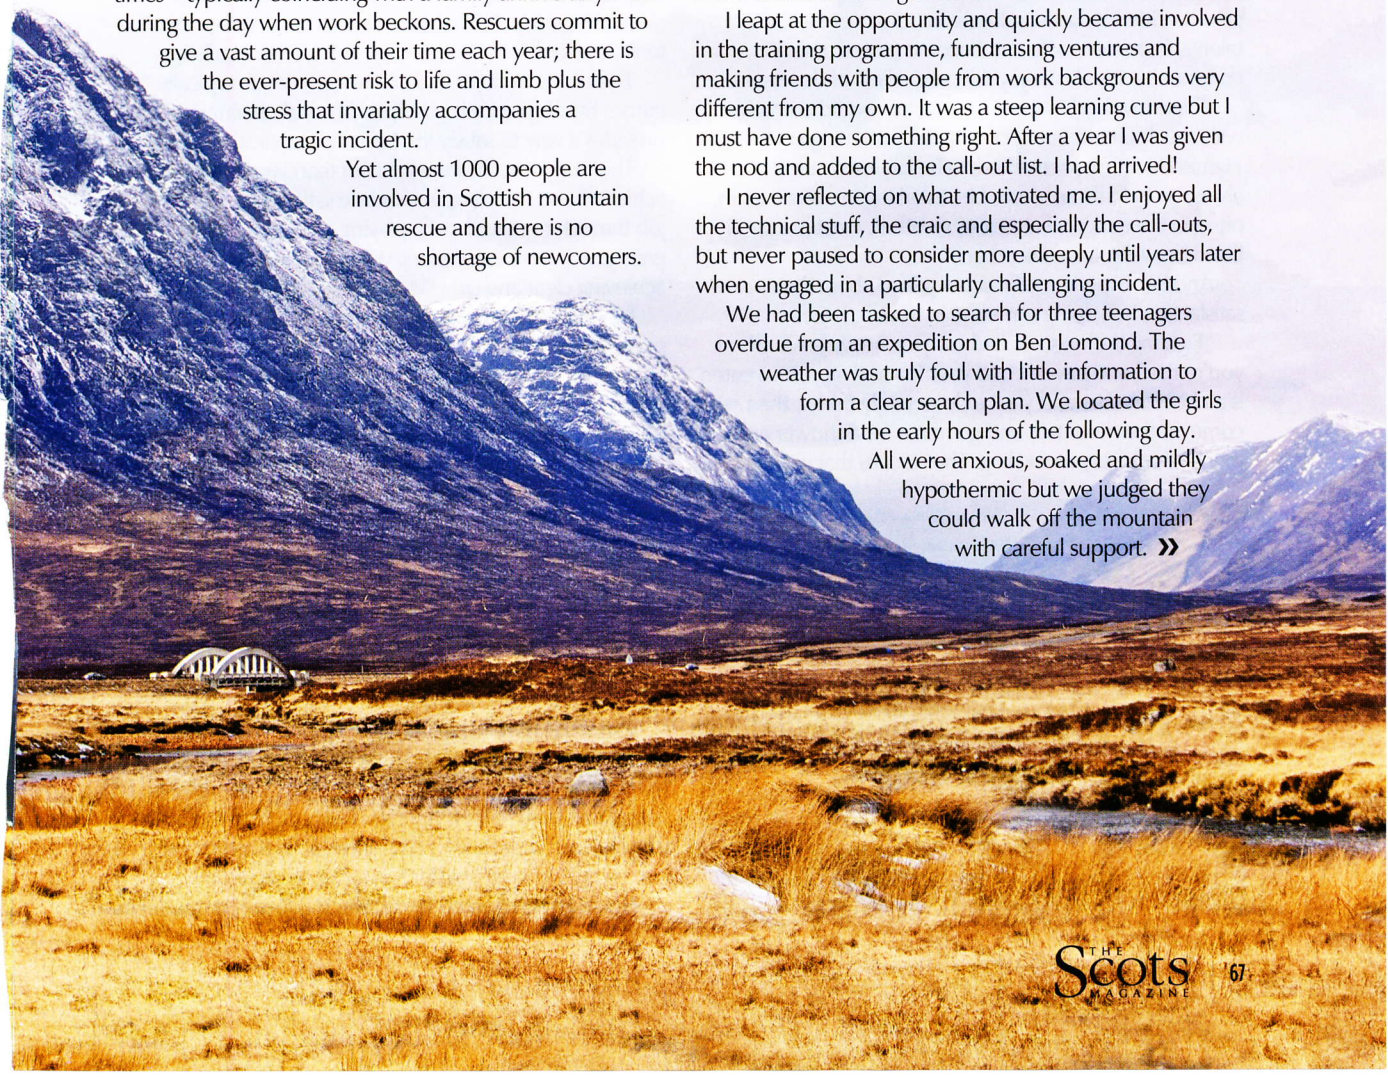 during the day when work beckons. Rescuers commit to
give a vast amount of their time each year; there is
the ever-present risk to life and limb plus the
stress that invariably accompanies a
tragic incident.
Yet almost 1000 people are
involved in Scottish mountain
rescue and there is no
shortage of newcomers.
I leapt at the opportunity and quickly became involved
in the training programme, fundraising ventures and
making friends with people from work backgrounds very
different from my own. It was a steep learning curve but I
must have done something right. After a year I was given
the nod and added to the call-out list. I had arrived!
I never reflected on what motivated me. I enjoyed all
the technical stuff, the craic and especially the call-outs,
but never paused to consider more deeply until years later
when engaged in a particularly challenging incident.
We had been tasked to search for three teenagers
overdue from an expedition on Ben Lomond. The
weather was truly foul with little information to
form a clear search plan. We located the girls
in the early hours of the following day.
All were anxious, soaked and mildly
hypothermic but we judged they
could walk off the mountain
with careful support. »
THE
SCOTS
MAGAZINE
67